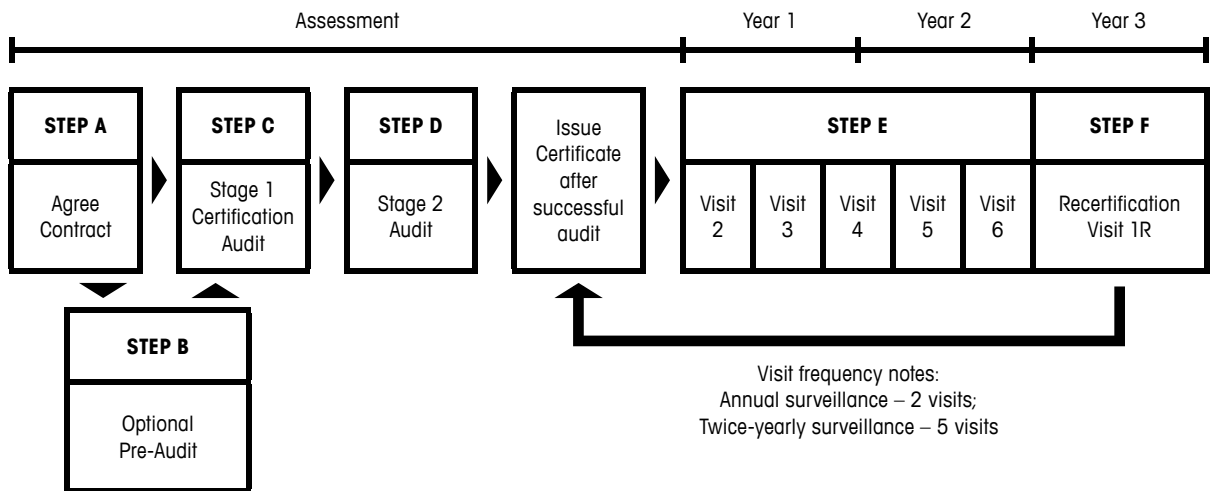 Assessment
Year 1
Year 2
Year 3
STEP A
Agree
Contract
STEP C
Stage 1
Certification
Audit
STEP D
Stage 2
Audit
Issue
Certificate
after
successful
audit
STEP E
Visit
2
Visit
3
Visit
4
Visit
5
Visit
6
STEP F
Recertification
Visit 1R
STEP B
Optional
Pre-Audit
Visit frequency notes:
Annual surveillance – 2 visits;
Twice-yearly surveillance – 5 visits